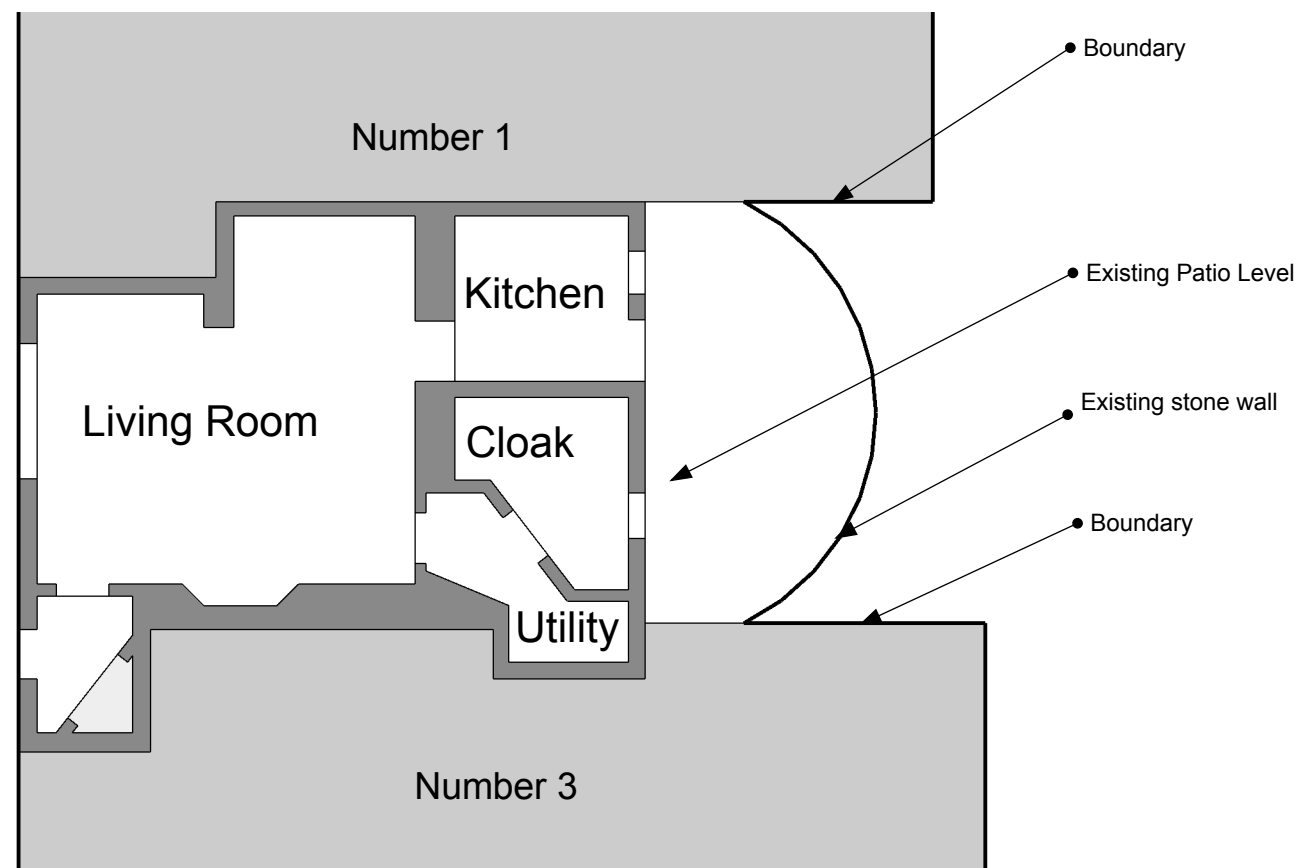 Boundary
Number 1
Existing Patio Level
Kitchen
Existing stone wall
Living Room
Cloak
Boundary
Utility
Number 3